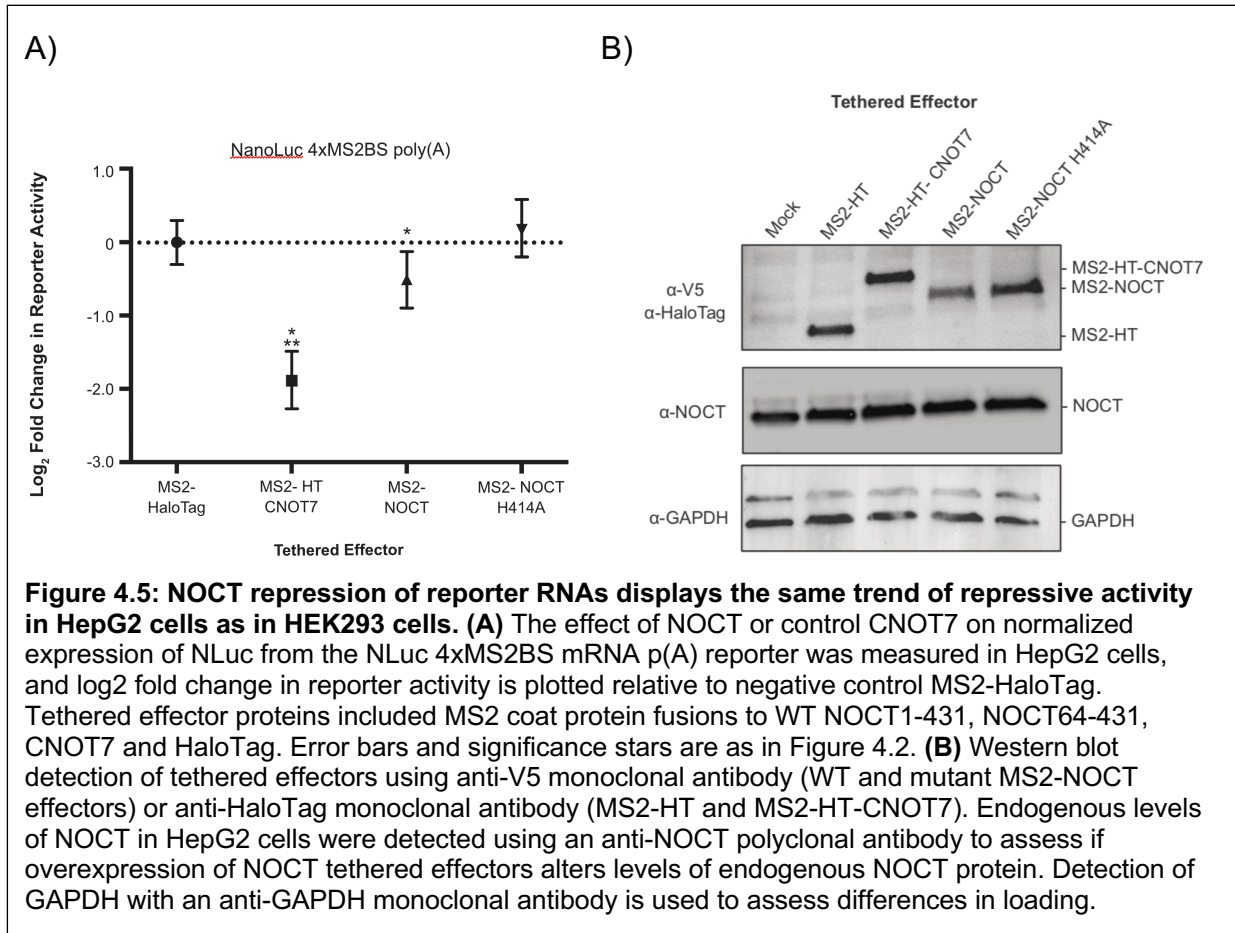 A)
NanoLuc 4xMS2BS poly(A)
Log2 Fold Change in Reporter Activity
1.0
0
-1.0
-2.0
-3.0
*
**
*
MS2-
HaloTag
MS2- HT
CNOT7
MS2-
NOCT
MS2- NOCT
H414A
Tethered Effector
B)
Tethered Effector
Mock
MS2-HT
MS2-HT- CNOT7
MS2-NOCT
MS2-NOCT H414A
α-V5
α-HaloTag
MS2-HT-CNOT7
MS2-NOCT
MS2-HT
α-NOCT
NOCT
α-GAPDH
GAPDH
Figure 4.5: NOCT repression of reporter RNAs displays the same trend of repressive activity
in HepG2 cells as in HEK293 cells. (A) The effect of NOCT or control CNOT7 on normalized
expression of NLuc from the NLuc 4xMS2BS mRNA p(A) reporter was measured in HepG2 cells,
and log2 fold change in reporter activity is plotted relative to negative control MS2-HaloTag.
Tethered effector proteins included MS2 coat protein fusions to WT NOCT1-431, NOCT64-431,
CNOT7 and HaloTag. Error bars and significance stars are as in Figure 4.2. (B) Western blot
detection of tethered effectors using anti-V5 monoclonal antibody (WT and mutant MS2-NOCT
effectors) or anti-HaloTag monoclonal antibody (MS2-HT and MS2-HT-CNOT7). Endogenous levels
of NOCT in HepG2 cells were detected using an anti-NOCT polyclonal antibody to assess if
overexpression of NOCT tethered effectors alters levels of endogenous NOCT protein. Detection of
GAPDH with an anti-GAPDH monoclonal antibody is used to assess differences in loading.